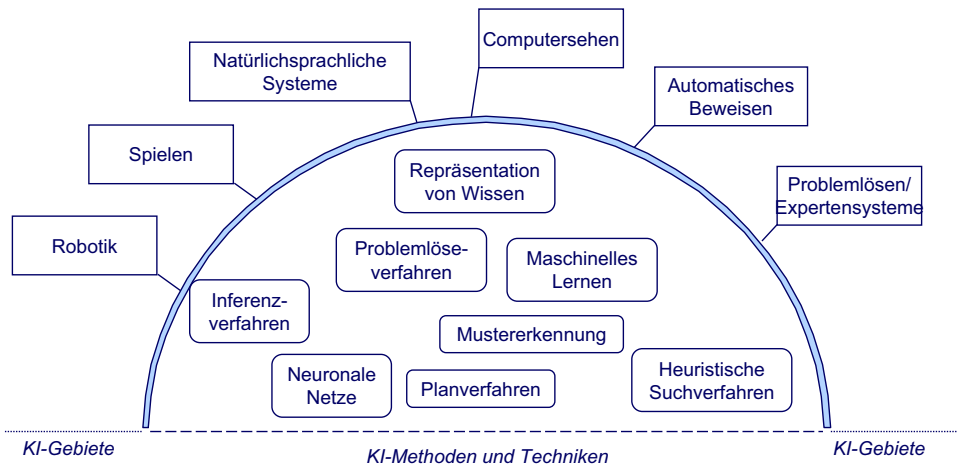 Computersehen
Natürlichsprachliche
Systeme
Automatisches
Beweisen
Spielen
Problemlösen/
Expertensysteme
Robotik
Repräsentation
von Wissen
Problemlöse-
verfahren
Maschinelles
Lernen
Inferenz-
verfahren
Mustererkennung
Neuronale
Netze
Planverfahren
Heuristische
Suchverfahren
KI-Gebiete
KI-Methoden und Techniken
KI-Gebiete